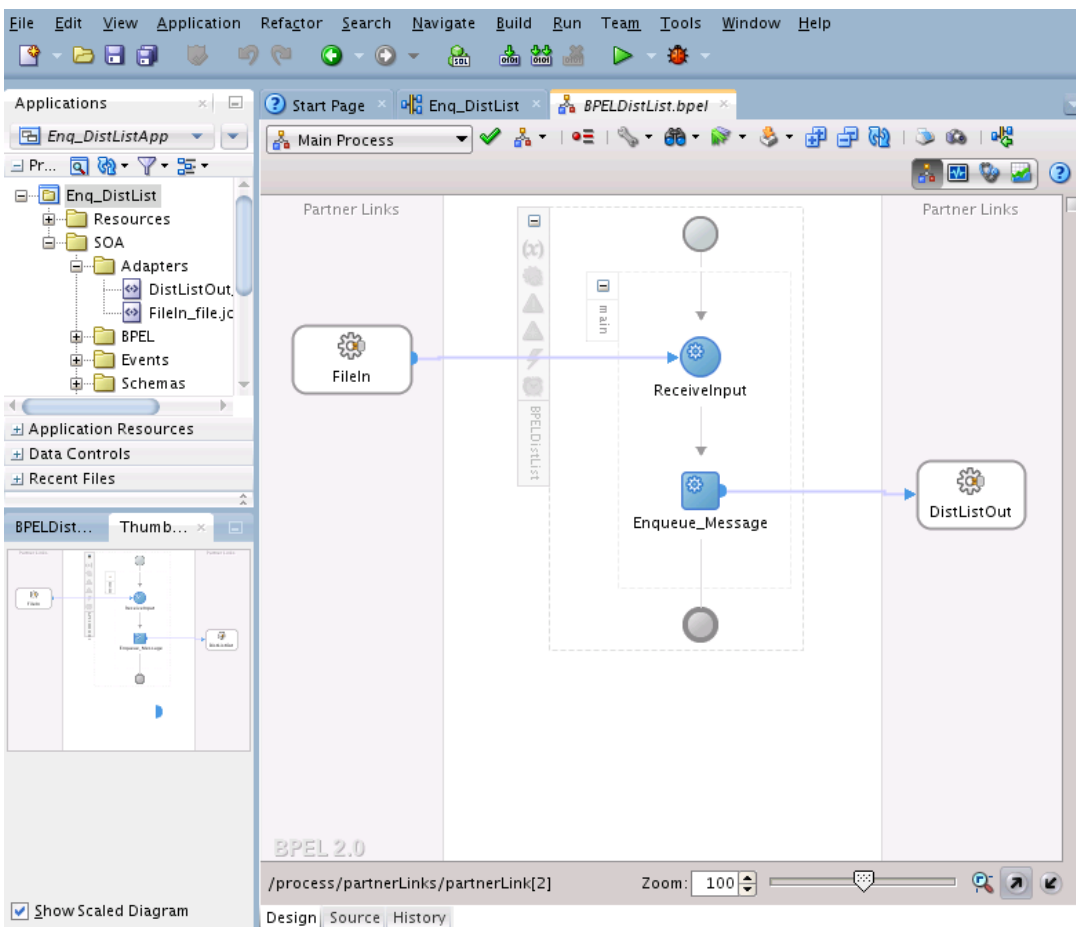 File Edit View Application Refactor Search Navigate Build Run Team Tools Window Help
Applications
Enq_DistListApp
Pr...
Enq_DistList
Resources
SOA
Adapters
DistListOut_
FileIn_file.jc
BPEL
Events
Schemas
Application Resources
Data Controls
Recent Files
BPELDist... Thumb...
Show Scaled Diagram
Start Page Enq_DistList BPELDistList.bpel
Main Process
Partner Links
Partner Links
(x)
main
BPELDistList
FileIn
ReceiveInput
Enqueue_Message
DistListOut
BPEL 2.0
/process/partnerLinks/partnerLink[2] Zoom: 100
Design Source History